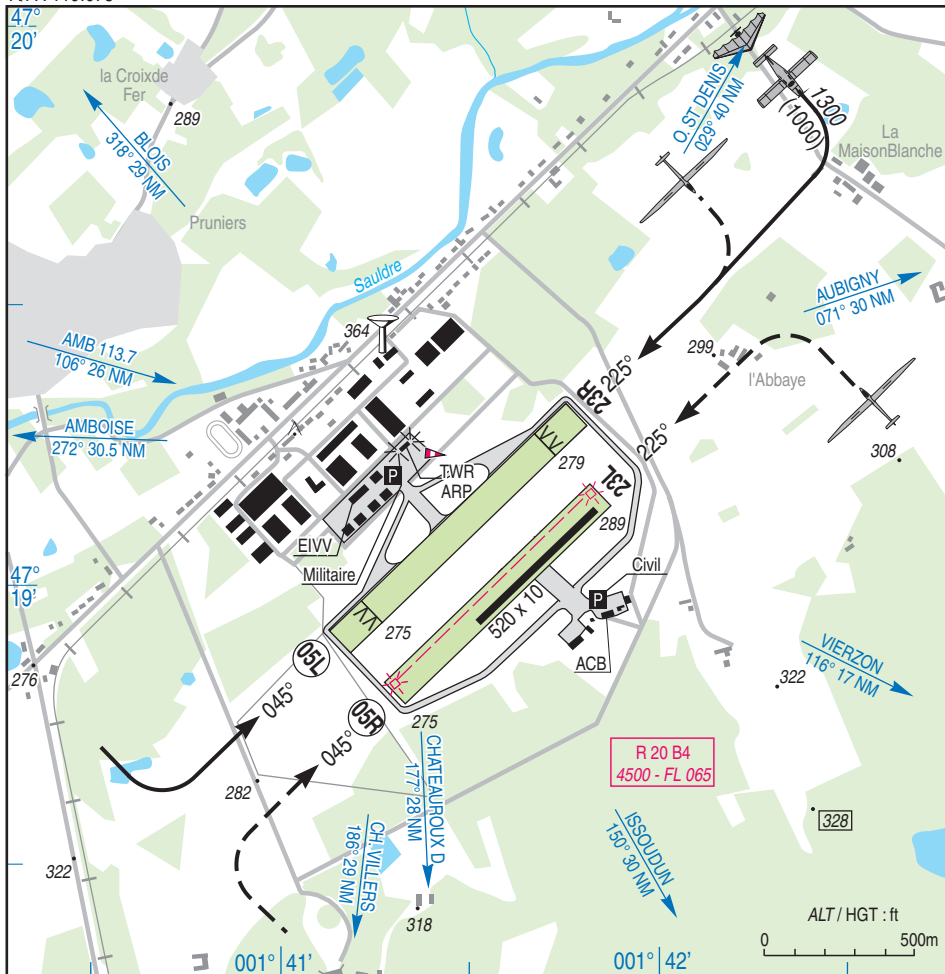 47°
20'
la Croixde
Fer
289
BLOIS
318° 29 NM
Pruniers
O. ST DENIS
029° 40 NM
1300
(1000)
La
MaisonBlanche
Sauldre
AUBIGNY
071° 30 NM
364
AMB 113.7
106° 26 NM
299
l'Abbaye
AMBOISE
272° 30.5 NM
225°
23R
225°
23L
308
279
P
TWR
ARP
289
EIVV
Militaire
Civil
P
47°
19'
520 X 10
275
ACB
05L
276
045°
05R
045°
275
VIERZON
116° 17 NM
322
R 20 B4
4500 - FL 065
282
CHATEAUROUX D
177° 28 NM
CH. VILLERS
186° 29 NM
ISSOUDUN
150° 30 NM
328
322
318
ALT / HGT : ft
0 500m
001° 41'
001° 42'